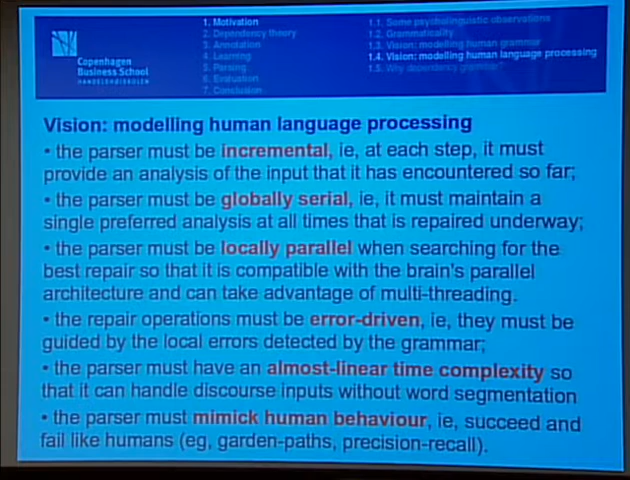 Copenhagen
Business School
HANDELSHØJSKOLEN
1. Motivation
2. Dependency theory
3. Annotation
4. Learning
5. Parsing
6. Evaluation
7. Conclusion
1.1. Some psycholinguistic observations
1.2. Grammaticality
1.3. Vision: modelling human grammar
1.4. Vision: modelling human language processing
1.5. Why dependency grammar?
Vision: modelling human language processing
• the parser must be incremental, ie, at each step, it must
provide an analysis of the input that it has encountered so far;
• the parser must be globally serial, ie, it must maintain a
single preferred analysis at all times that is repaired underway;
• the parser must be locally parallel when searching for the
best repair so that it is compatible with the brain's parallel
architecture and can take advantage of multi-threading.
• the repair operations must be error-driven, ie, they must be
guided by the local errors detected by the grammar;
• the parser must have an almost-linear time complexity so
that it can handle discourse inputs without word segmentation
• the parser must mimick human behaviour, ie, succeed and
fail like humans (eg, garden-paths, precision-recall).